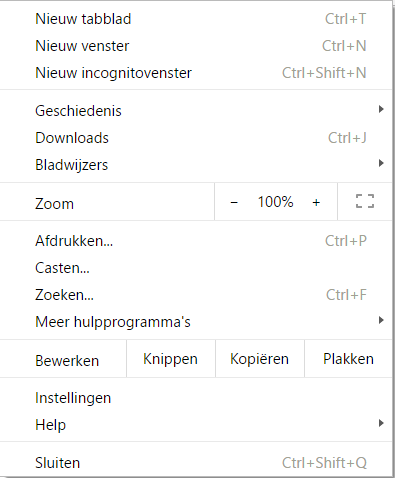 Nieuw tabblad Ctrl+T
Nieuw venster Ctrl+N
Nieuw incognitovenster Ctrl+Shift+N
Geschiedenis
Downloads Ctrl+J
Bladwijzers
Zoom − 100% +
Afdrukken... Ctrl+P
Casten...
Zoeken... Ctrl+F
Meer hulpprogramma's
Bewerken Knippen Kopiëren Plakken
Instellingen
Help
Sluiten Ctrl+Shift+Q